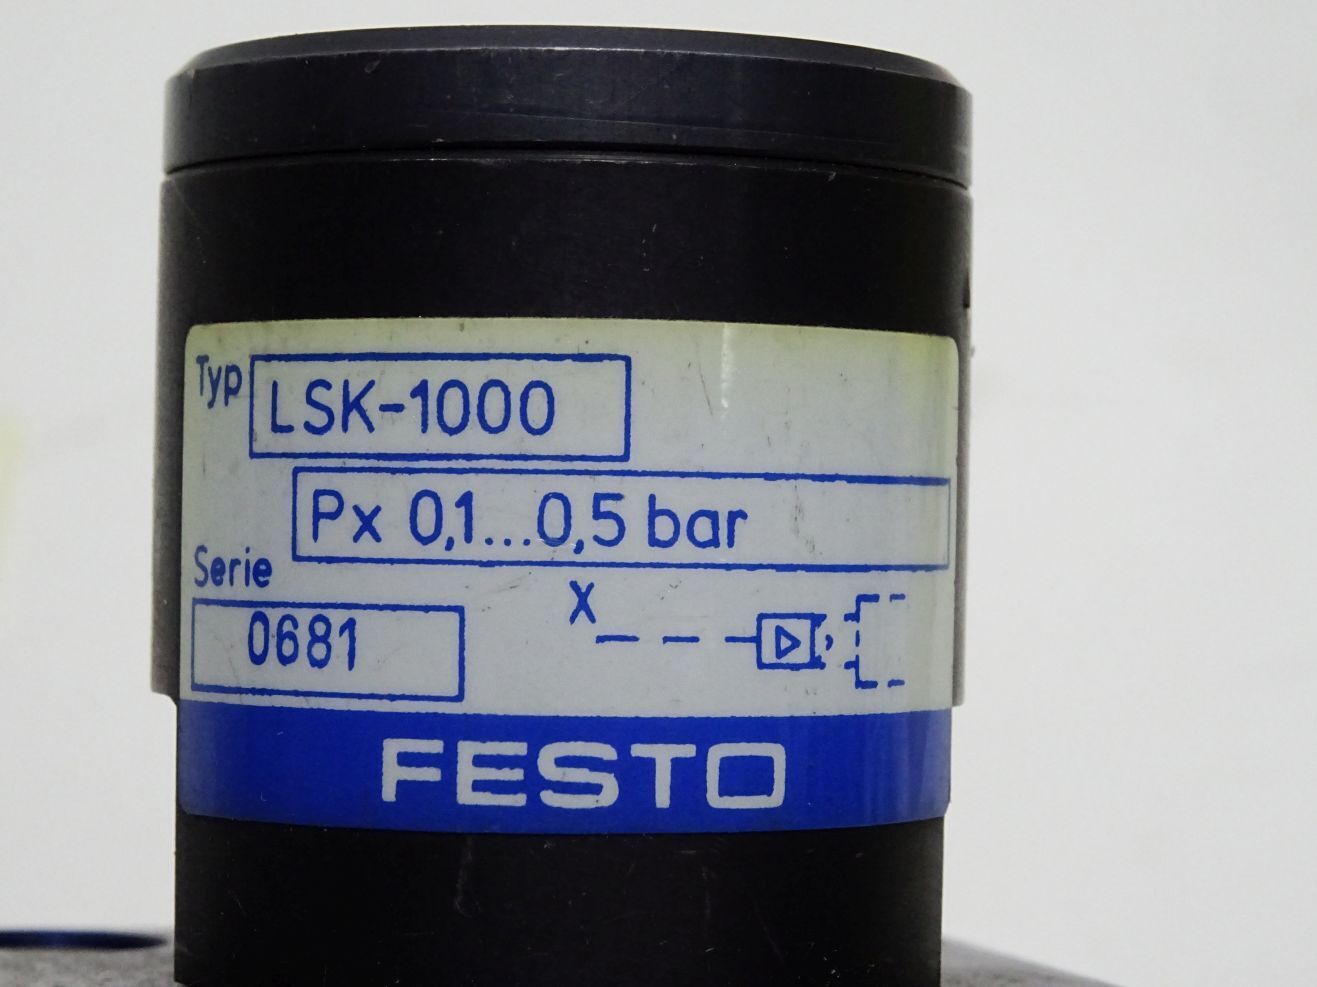 Typ LSK-1000
Px 0,1...0,5 bar
Serie
0681
X
FESTO